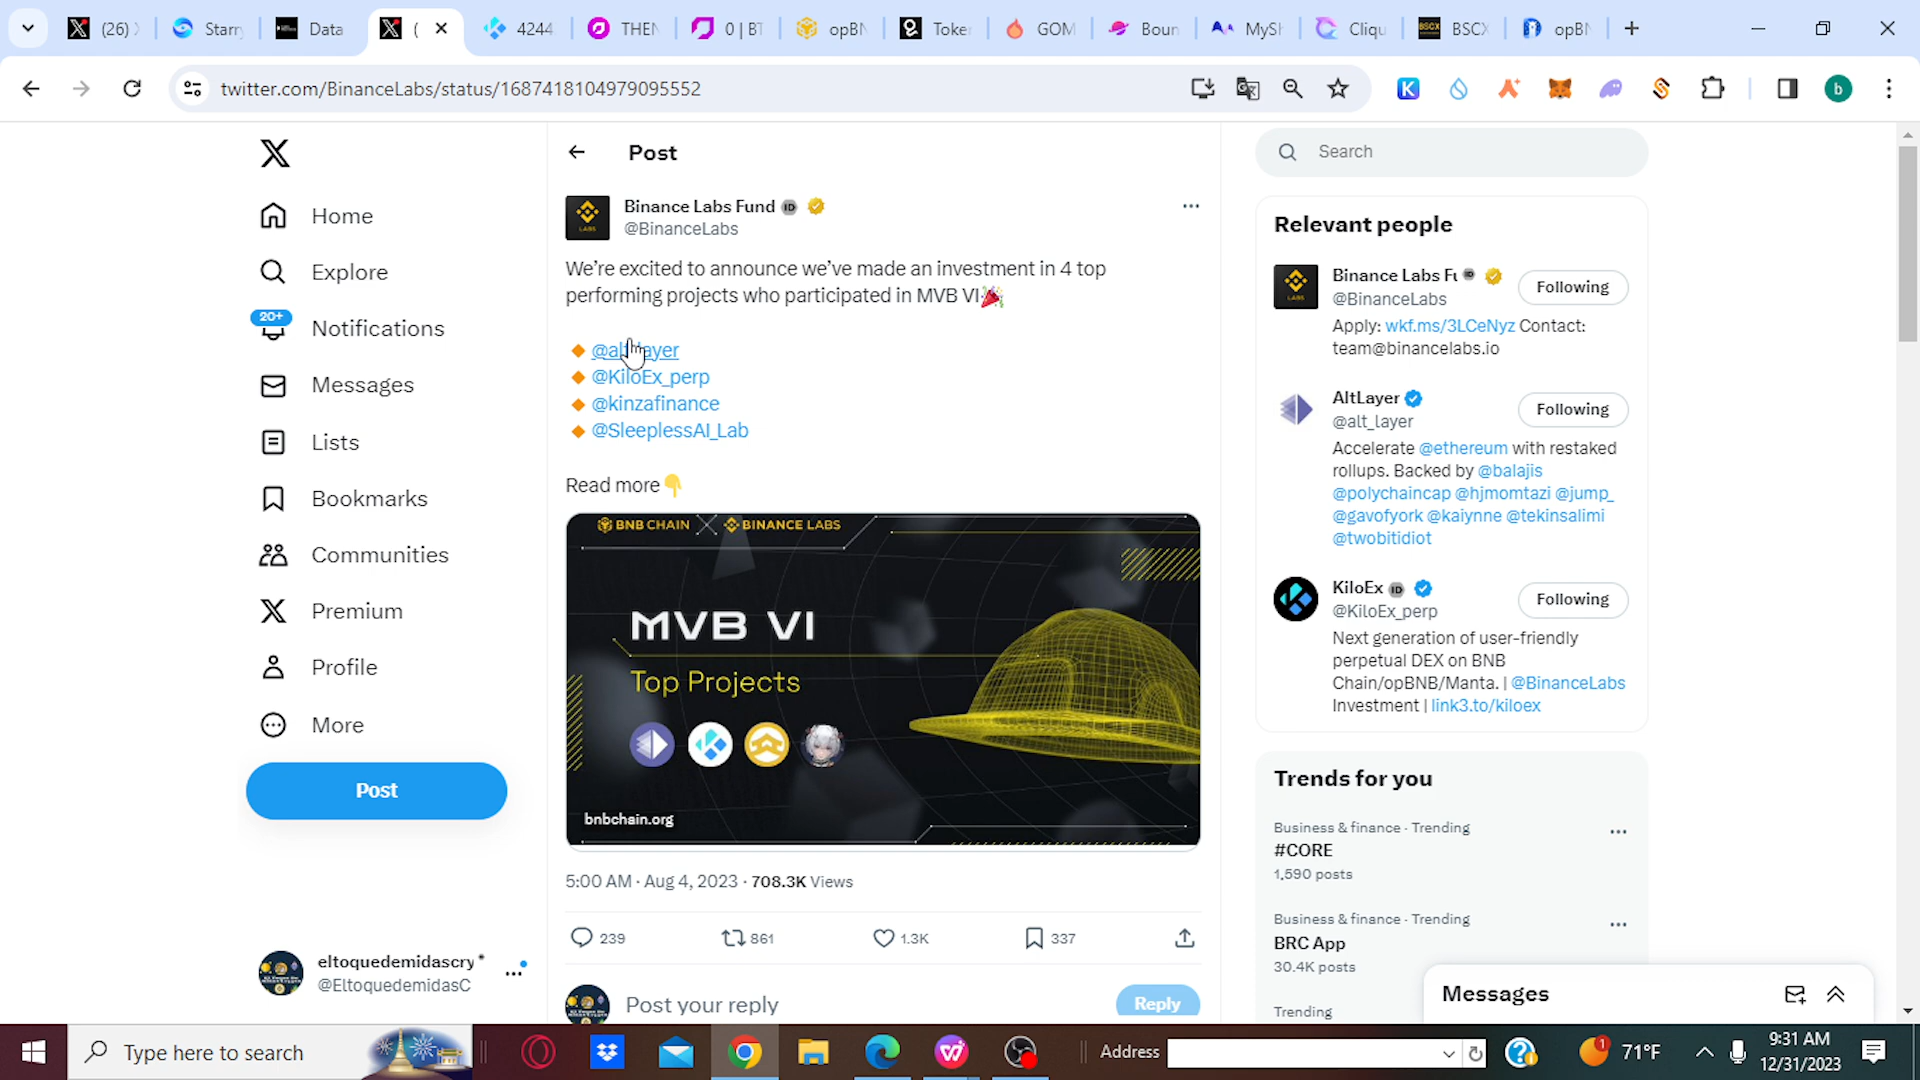 (26)
Starry
Data
(
4244
THEN
0 | BT
opBN
Token
GOM
Boun
MySh
Cliqu
BSCX
BSCX
opBN
twitter.com/BinanceLabs/status/1687418104979095552
b
Home
Explore
20+
Notifications
Messages
Lists
Bookmarks
Communities
Premium
Profile
More
Post
eltoquedemidascry*
@EltoquedemidasC
Post
Binance Labs Fund
@BinanceLabs
We're excited to announce we've made an investment in 4 top
performing projects who participated in MVB VI🎉
🔸 @alt_layer
🔸 @KiloEx_perp
🔸 @kinzafinance
🔸 @SleeplessAI_Lab
Read more👇
BNB CHAIN BINANCE LABS
MVB VI
Top Projects
bnbchain.org
5:00 AM · Aug 4, 2023 · 708.3K Views
239 861 1.3K 337
Post your reply
Reply
Search
Relevant people
Binance Labs Fu
@BinanceLabs
Following
Apply: wkf.ms/3LCeNyz Contact:
team@binancelabs.io
AltLayer
@alt_layer
Following
Accelerate @ethereum with restaked
rollups. Backed by @balajis
@polychaincap @hjmomtazi @jump_
@gavofyork @kaiynne @tekinsalimi
@twobitidiot
KiloEx
@KiloEx_perp
Following
Next generation of user-friendly
perpetual DEX on BNB
Chain/opBNB/Manta. | @BinanceLabs
Investment | link3.to/kiloex
Trends for you
Business & finance · Trending
#CORE
1,590 posts
Business & finance · Trending
BRC App
30.4K posts
Trending
Messages
Type here to search
Address
1
71°F
9:31 AM
12/31/2023